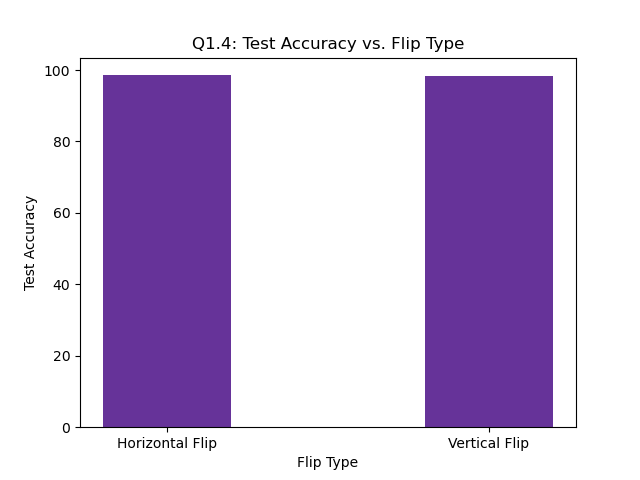 Q1.4: Test Accuracy vs. Flip Type
100
80
60
40
20
0
Test Accuracy
Horizontal Flip
Vertical Flip
Flip Type